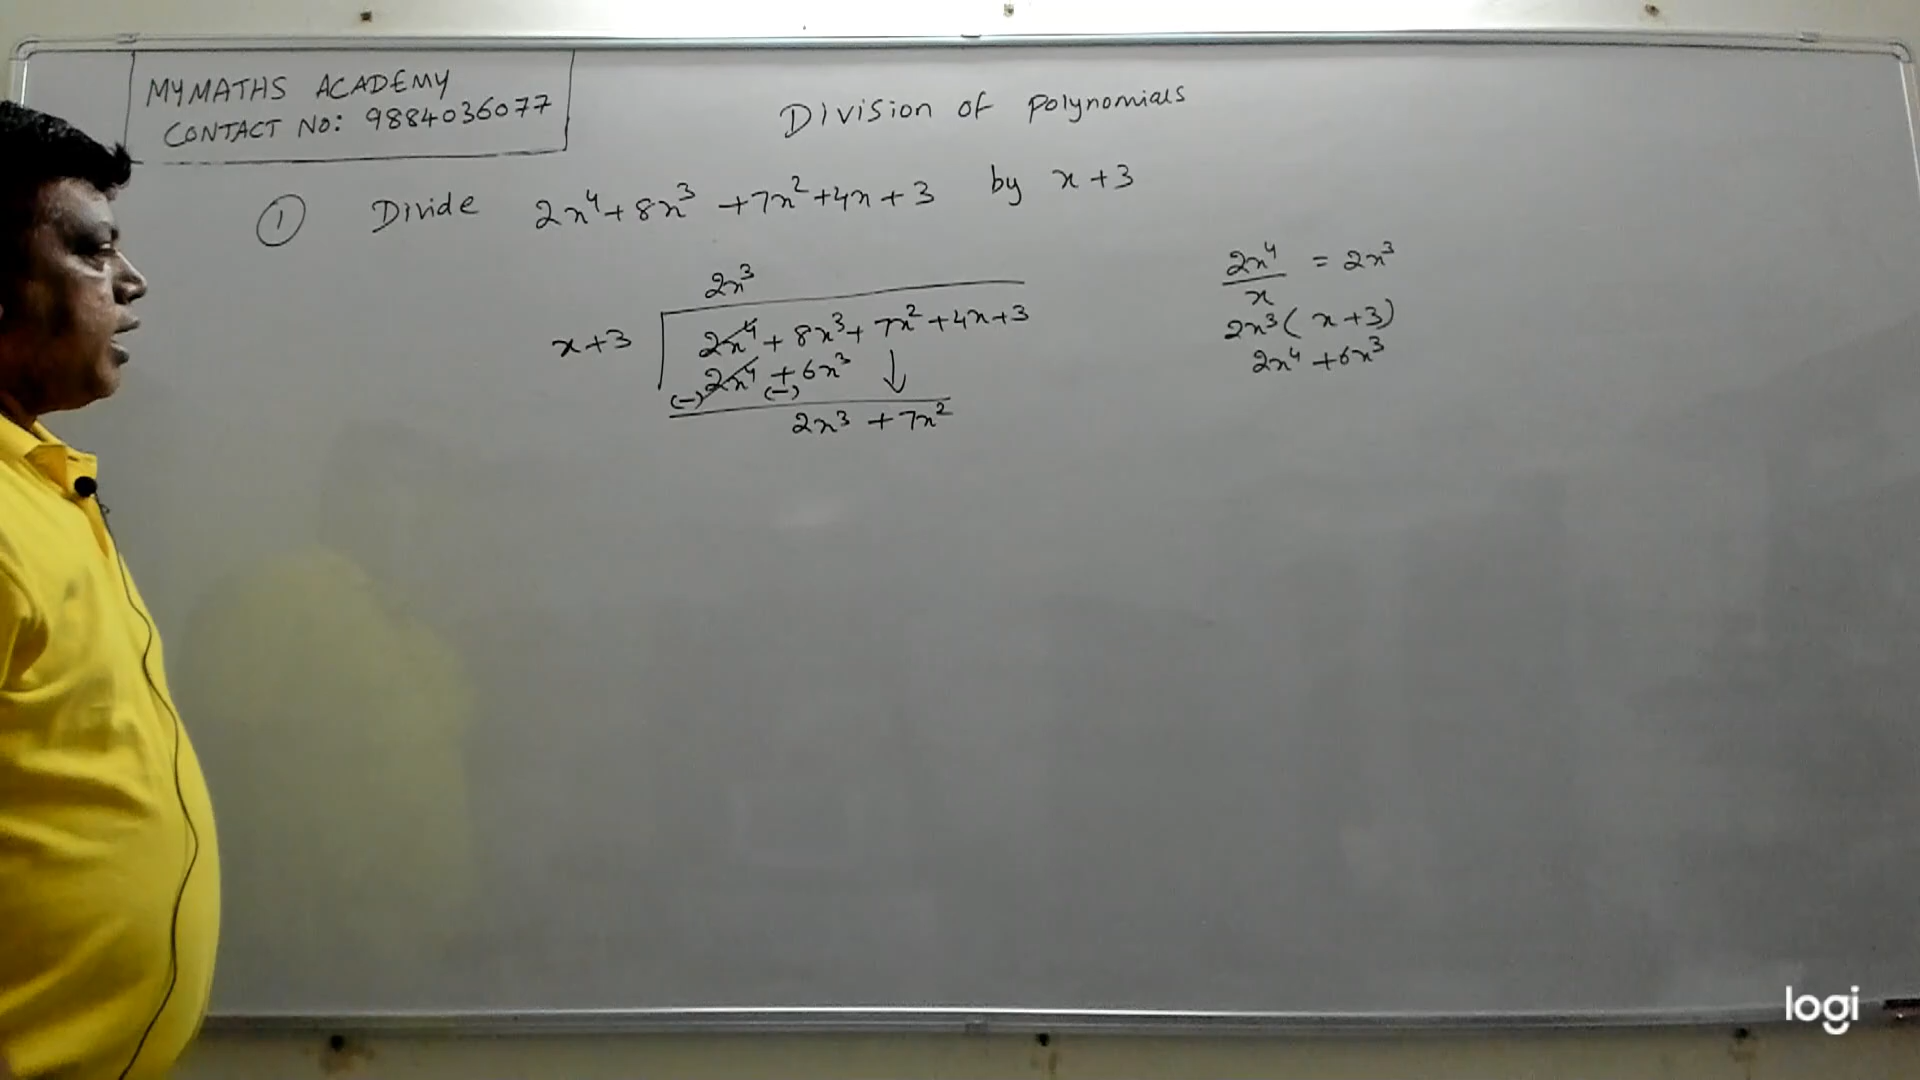 MYMATHS ACADEMY
CONTACT NO: 9884036077
Division of Polynomials
① Divide 2x⁴ + 8x³ + 7x² + 4x + 3 by x + 3
2x³
x + 3
2x⁴ + 8x³ + 7x² + 4x + 3
2x⁴ + 6x³ ↓
(-) (-)
2x³ + 7x²
2x⁴/x = 2x³
2x³(x + 3)
2x⁴ + 6x³
logi